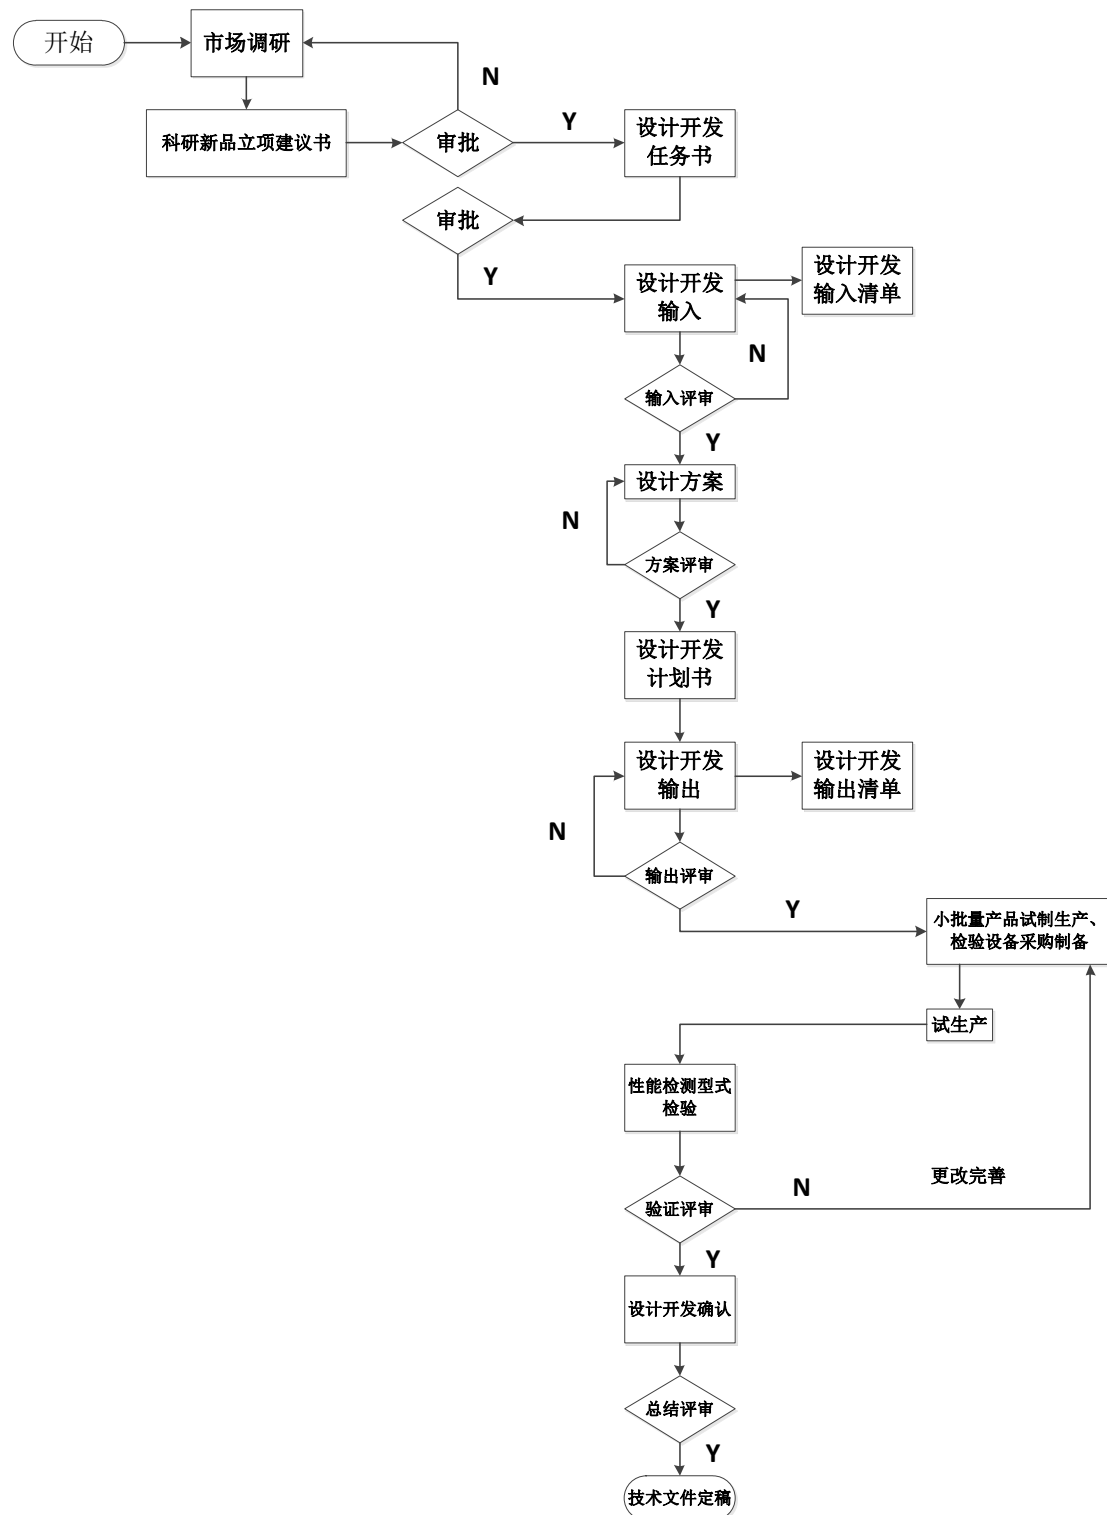 开始
市场调研
N
科研新品立项建议书
审批
Y
设计开发
任务书
审批
Y
设计开发
输入
设计开发
输入清单
N
输入评审
Y
设计方案
N
方案评审
Y
设计开发
计划书
设计开发
输出
设计开发
输出清单
N
输出评审
Y
小批量产品试制生产、
检验设备采购制备
试生产
性能检测型式
检验
更改完善
N
验证评审
Y
设计开发确认
总结评审
Y
技术文件定稿